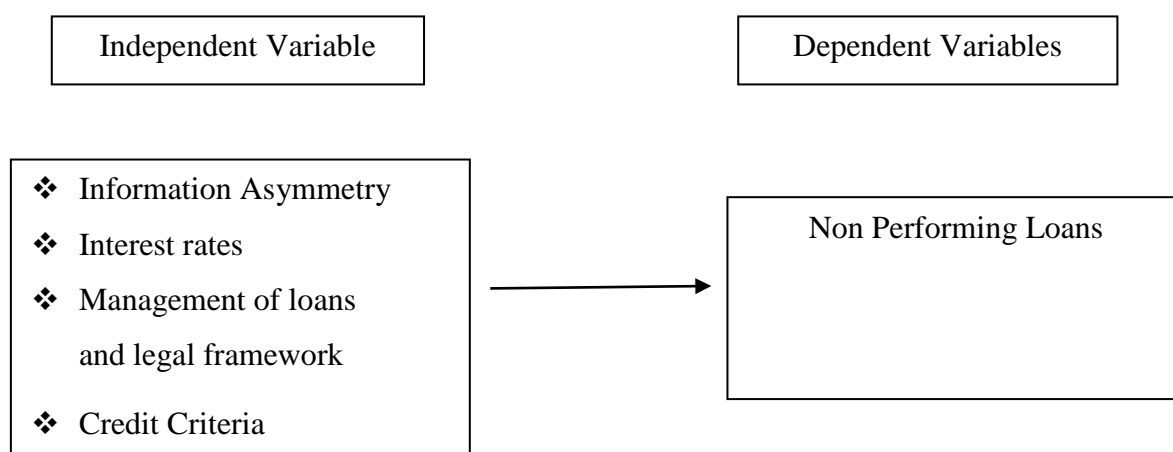 Independent Variable
Dependent Variables
❖ Information Asymmetry
❖ Interest rates
❖ Management of loans
and legal framework
❖ Credit Criteria
Non Performing Loans